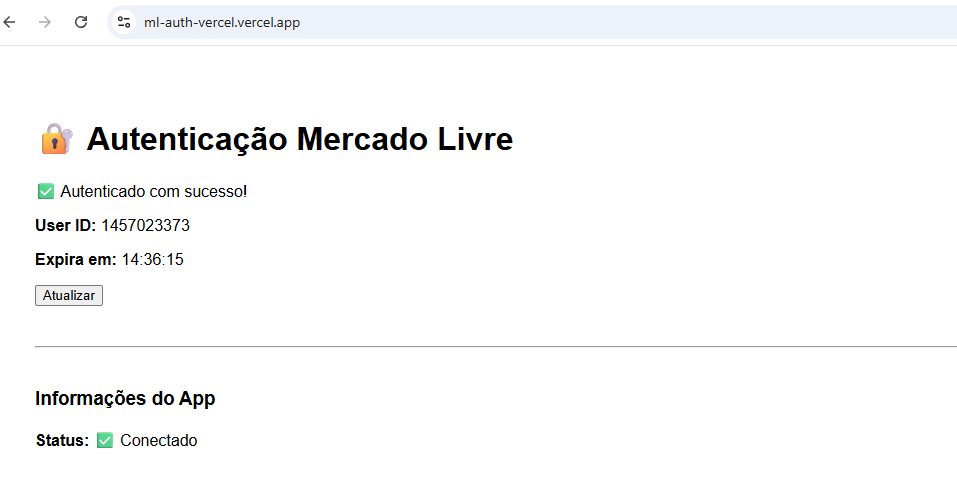 ml-auth-vercel.vercel.app
Autenticação Mercado Livre
Autenticado com sucesso!
User ID: 1457023373
Expira em: 14:36:15
Atualizar
Informações do App
Status: ✅ Conectado